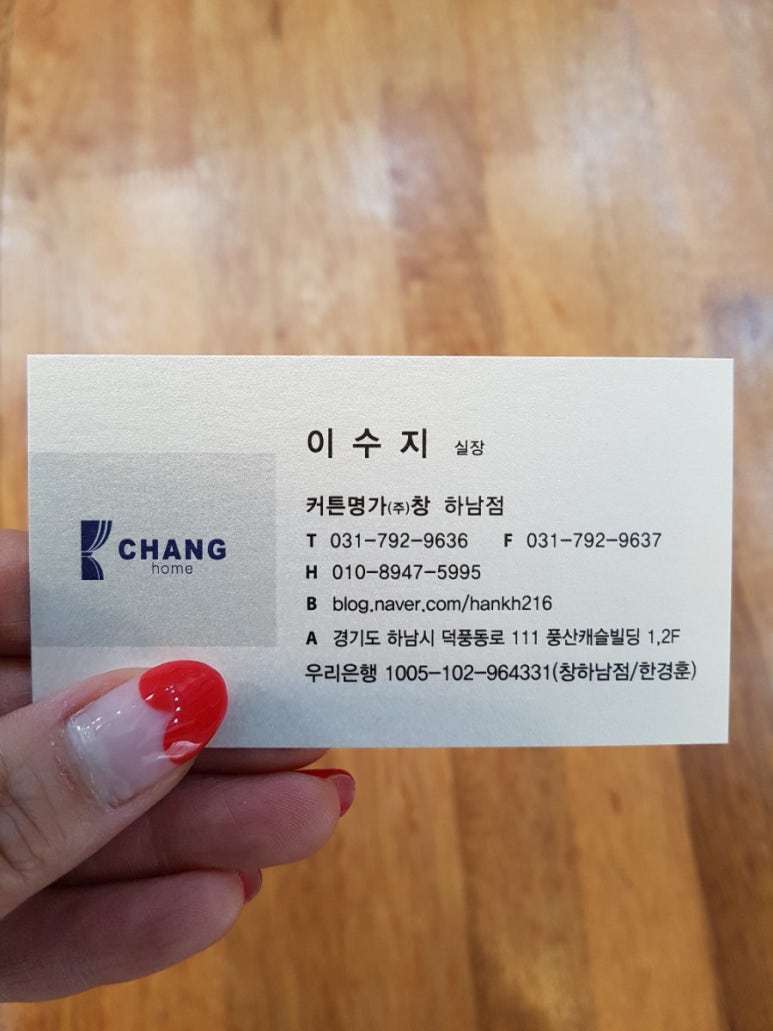 이수지 실장
커튼명가(주)창 하남점
T 031-792-9636 F 031-792-9637
H 010-8947-5995
B blog.naver.com/hankh216
A 경기도 하남시 덕풍동로 111 풍산캐슬빌딩 1,2F
우리은행 1005-102-964331(창하남점/한경훈)
CHANG
home